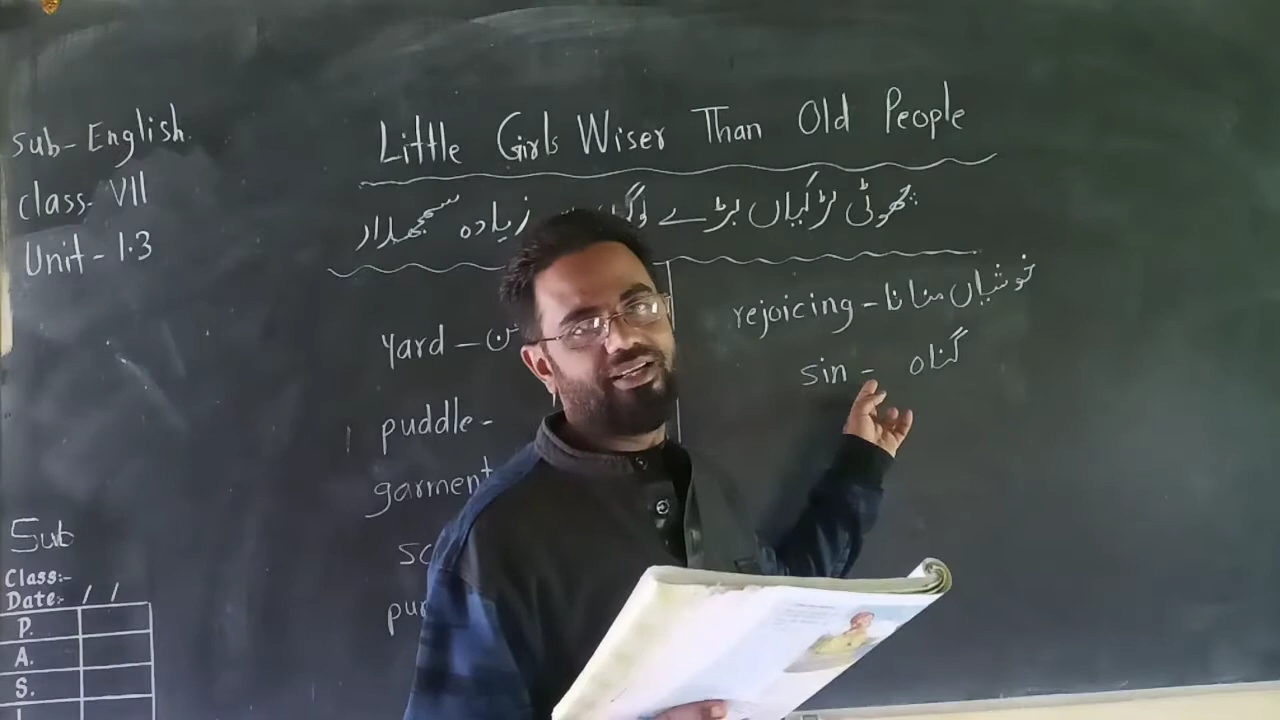 Sub- English
Class- VII
Unit - 1.3
Little Girls Wiser Than Old People
چھوٹی لڑکیاں بڑے زیادہ سمجھدار
yard -
puddle -
garment
rejoicing - خوشیاں منانا
sin - گناہ
Sub
Class:-
Date:- / /
P.
A.
S.